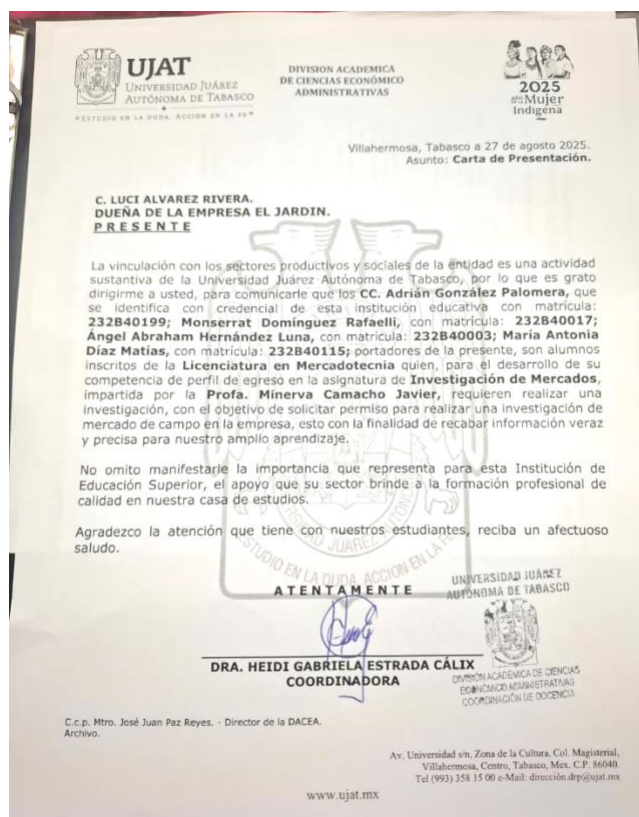 UJAT
UNIVERSIDAD JUÁREZ
AUTÓNOMA DE TABASCO
"ESTUDIO EN LA DUDA. ACCIÓN EN LA FE"
DIVISION ACADEMICA
DE CIENCIAS ECONÓMICO
ADMINISTRATIVAS
2025
Mujer
Indígena
Villahermosa, Tabasco a 27 de agosto 2025.
Asunto: Carta de Presentación.
C. LUCI ALVAREZ RIVERA.
DUEÑA DE LA EMPRESA EL JARDIN.
P R E S E N T E
La vinculación con los sectores productivos y sociales de la entidad es una actividad
sustantiva de la Universidad Juárez Autónoma de Tabasco, por lo que es grato
dirigirme a usted, para comunicarle que los CC. Adrián González Palomera, que
se identifica con credencial de esta institución educativa con matrícula:
232B40199; Monserrat Domínguez Rafaelli, con matrícula: 232B40017;
Ángel Abraham Hernández Luna, con matrícula: 232B40003; María Antonia
Díaz Matías, con matrícula: 232B40115; portadores de la presente, son alumnos
inscritos de la Licenciatura en Mercadotecnia quien, para el desarrollo de su
competencia de perfil de egreso en la asignatura de Investigación de Mercados,
impartida por la Profa. Minerva Camacho Javier, requieren realizar una
investigación, con el objetivo de solicitar permiso para realizar una investigación de
mercado de campo en la empresa, esto con la finalidad de recabar información veraz
y precisa para nuestro amplio aprendizaje.
No omito manifestarle la importancia que representa para esta Institución de
Educación Superior, el apoyo que su sector brinde a la formación profesional de
calidad en nuestra casa de estudios.
Agradezco la atención que tiene con nuestros estudiantes, reciba un afectuoso
saludo.
ESTUDIO EN LA DUDA. ACCION EN LA FE
A T E N T A M E N T E
UNIVERSIDAD JUÁREZ
AUTÓNOMA DE TABASCO
DRA. HEIDI GABRIELA ESTRADA CÁLIX
COORDINADORA
DIVISIÓN ACADÉMICA DE CIENCIAS
ECONÓMICO ADMINISTRATIVAS
COORDINACIÓN DE DOCENCIA
C.c.p. Mtro. José Juan Paz Reyes. - Director de la DACEA.
Archivo.
Av. Universidad s/n, Zona de la Cultura, Col. Magisterial,
Villahermosa, Centro, Tabasco, Mex. C.P. 86040.
Tel (993) 358 15 00 e-Mail: dirección.drp@ujat.mx
www.ujat.mx